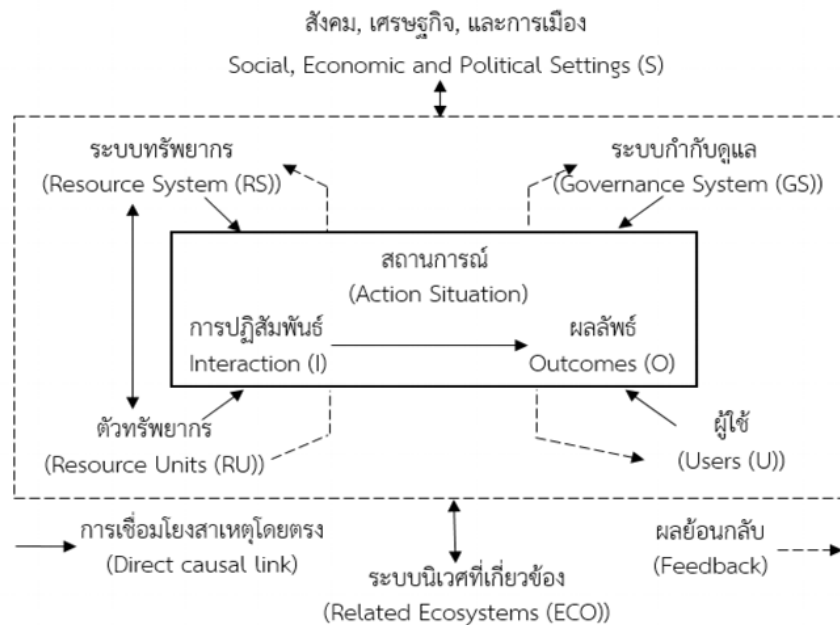 สังคม, เศรษฐกิจ, และการเมือง
Social, Economic and Political Settings (S)
ระบบทรัพยากร
(Resource System (RS))
ระบบกำกับดูแล
(Governance System (GS))
สถานการณ์
(Action Situation)
การปฏิสัมพันธ์
Interaction (I)
ผลลัพธ์
Outcomes (O)
ตัวทรัพยากร
(Resource Units (RU))
ผู้ใช้
(Users (U))
การเชื่อมโยงสาเหตุโดยตรง
(Direct causal link)
ผลย้อนกลับ
(Feedback)
ระบบนิเวศที่เกี่ยวข้อง
(Related Ecosystems (ECO))